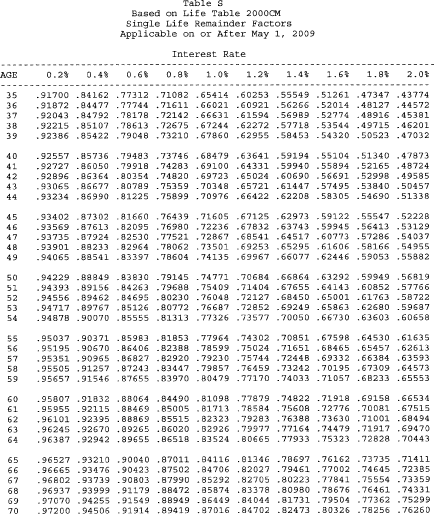 Table S
Based on Life Table 2000CM
Single Life Remainder Factors
Applicable on or After May 1, 2009
Interest Rate
AGE 0.2% 0.4% 0.6% 0.8% 1.0% 1.2% 1.4% 1.6% 1.8% 2.0%
35 .91700 .84162 .77312 .71082 .65414 .60253 .55549 .51261 .47347 .43774
36 .91872 .84477 .77744 .71611 .66021 .60921 .56266 .52014 .48127 .44572
37 .92043 .84792 .78178 .72142 .66631 .61594 .56989 .52774 .48916 .45381
38 .92215 .85107 .78613 .72675 .67244 .62272 .57718 .53544 .49715 .46201
39 .92386 .85422 .79048 .73210 .67860 .62955 .58453 .54320 .50523 .47032
40 .92557 .85736 .79483 .73746 .68479 .63641 .59194 .55104 .51340 .47873
41 .92727 .86050 .79918 .74283 .69100 .64331 .59940 .55894 .52165 .48724
42 .92896 .86364 .80354 .74820 .69723 .65024 .60690 .56691 .52998 .49585
43 .93065 .86677 .80789 .75359 .70348 .65721 .61447 .57495 .53840 .50457
44 .93234 .86990 .81225 .75899 .70976 .66422 .62208 .58305 .54690 .51338
45 .93402 .87302 .81660 .76439 .71605 .67125 .62973 .59122 .55547 .52228
46 .93569 .87613 .82095 .76980 .72236 .67832 .63743 .59945 .56413 .53129
47 .93735 .87924 .82530 .77521 .72867 .68541 .64517 .60773 .57286 .54037
48 .93901 .88233 .82964 .78062 .73501 .69253 .65295 .61606 .58166 .54955
49 .94065 .88541 .83397 .78604 .74135 .69967 .66077 .62446 .59053 .55882
50 .94229 .88849 .83830 .79145 .74771 .70684 .66864 .63292 .59949 .56819
51 .94393 .89156 .84263 .79688 .75409 .71404 .67655 .64143 .60852 .57766
52 .94556 .89462 .84695 .80230 .76048 .72127 .68450 .65001 .61763 .58722
53 .94717 .89767 .85126 .80772 .76687 .72852 .69249 .65863 .62680 .59687
54 .94878 .90070 .85555 .81313 .77326 .73577 .70050 .66730 .63603 .60658
55 .95037 .90371 .85983 .81853 .77964 .74302 .70851 .67598 .64530 .61635
56 .95195 .90670 .86406 .82388 .78599 .75024 .71651 .68465 .65457 .62613
57 .95351 .90965 .86827 .82920 .79230 .75744 .72448 .69332 .66384 .63593
58 .95505 .91257 .87243 .83447 .79857 .76459 .73242 .70195 .67309 .64573
59 .95657 .91546 .87655 .83970 .80479 .77170 .74033 .71057 .68233 .65553
60 .95807 .91832 .88064 .84490 .81098 .77879 .74822 .71918 .69158 .66534
61 .95955 .92115 .88469 .85005 .81713 .78584 .75608 .72776 .70081 .67515
62 .96101 .92395 .88869 .85515 .82323 .79283 .76388 .73630 .71001 .68494
63 .96245 .92670 .89265 .86020 .82926 .79977 .77164 .74479 .71917 .69470
64 .96387 .92942 .89655 .86518 .83524 .80665 .77933 .75323 .72828 .70443
65 .96527 .93210 .90040 .87011 .84116 .81346 .78697 .76162 .73735 .71411
66 .96665 .93476 .90423 .87502 .84706 .82027 .79461 .77002 .74645 .72385
67 .96802 .93739 .90803 .87990 .85292 .82705 .80223 .77841 .75554 .73359
68 .96937 .93999 .91179 .88472 .85874 .83378 .80980 .78676 .76461 .74331
69 .97070 .94255 .91549 .88949 .86449 .84044 .81731 .79504 .77362 .75299
70 .97200 .94506 .91914 .89419 .87016 .84702 .82473 .80326 .78256 .76260